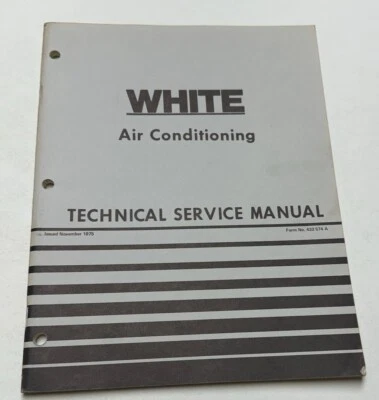 WHITE
Air Conditioning
TECHNICAL SERVICE MANUAL
Issued November
Form No.